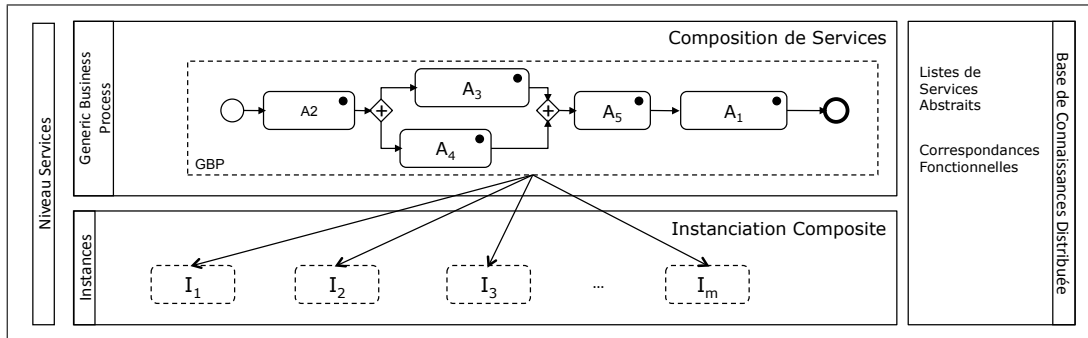 Niveau Services
Generic Business
Process
Composition de Services
A2
A3
A4
A5
A1
GBP
Instances
Instanciation Composite
I1
I2
I3
...
Im
Listes de
Services
Abstraits
Correspondances
Fonctionnelles
Base de Connaissances Distribuée